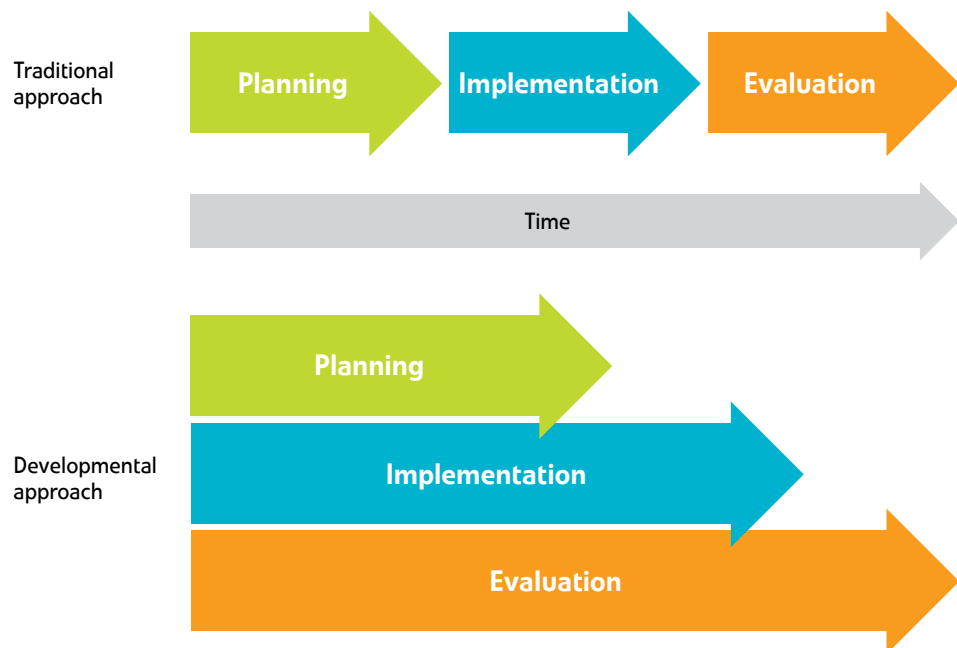 Traditional
approach
Planning
Implementation
Evaluation
Time
Planning
Developmental
approach
Implementation
Evaluation